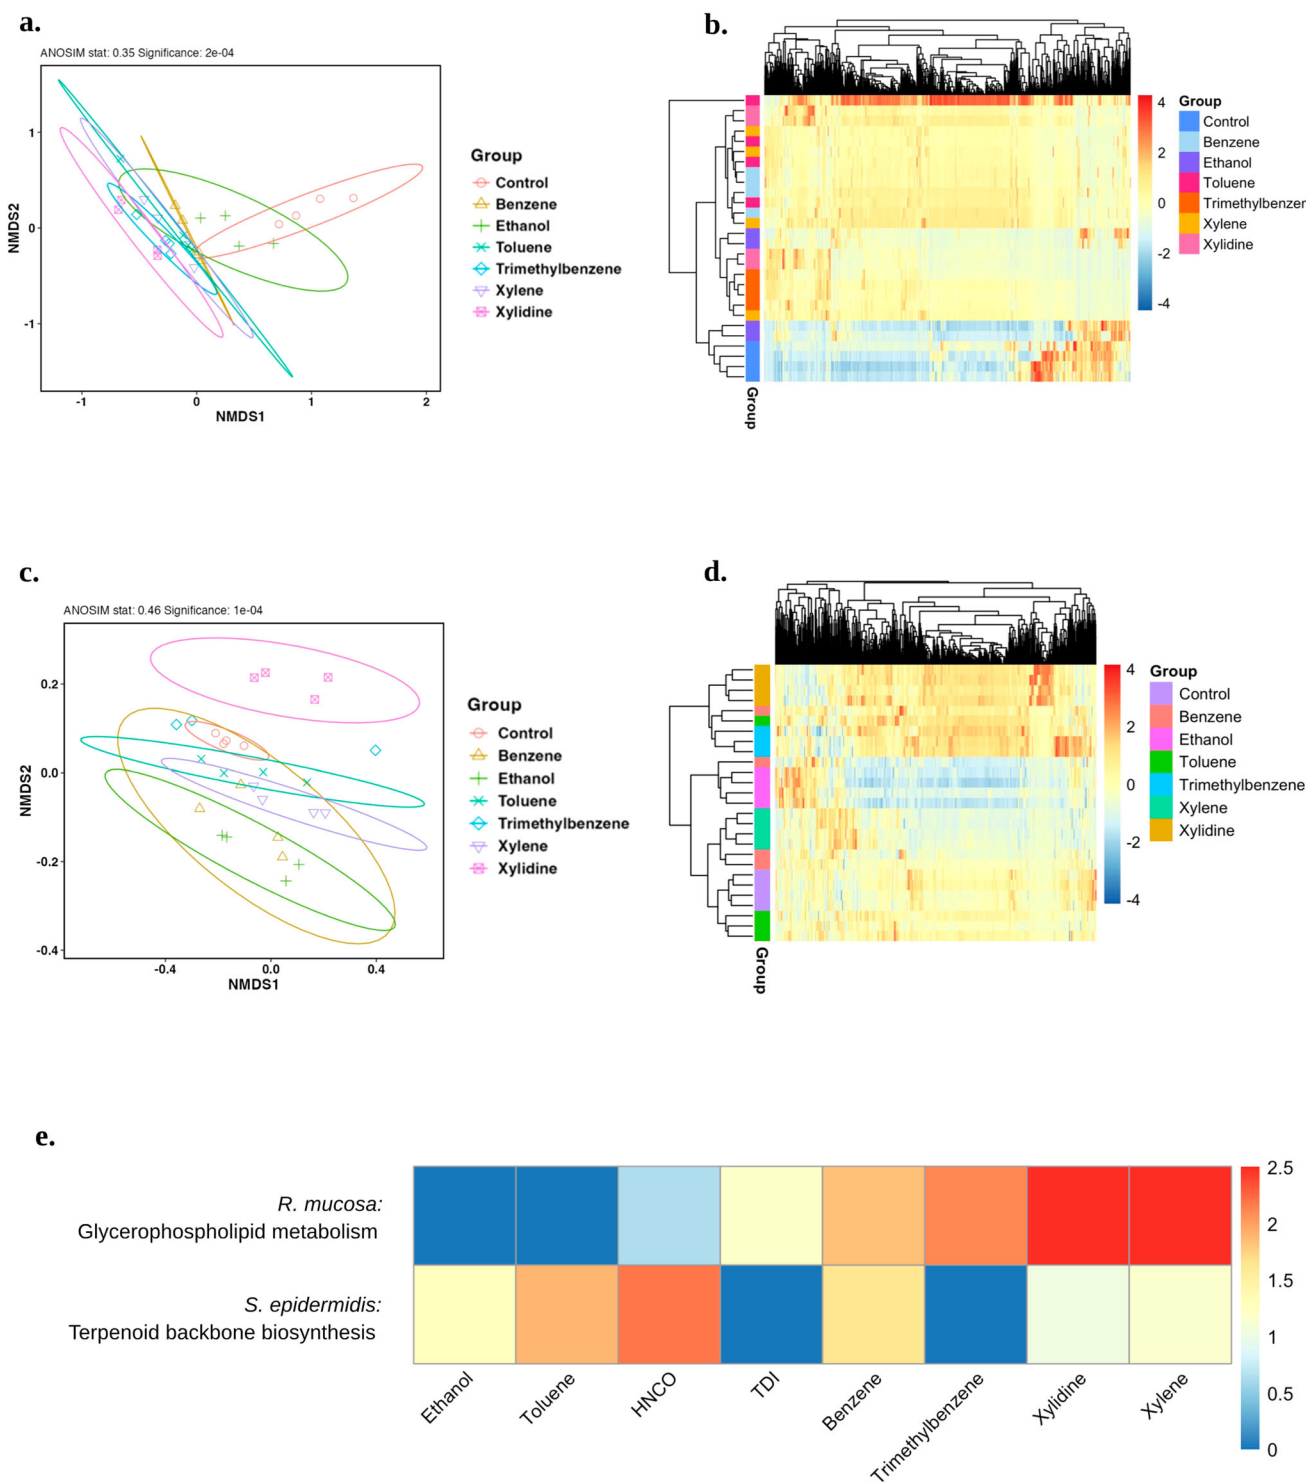 a.
ANOSIM stat: 0.35 Significance: 2e-04
NMDS2
1
0
-1
-1
0
1
2
NMDS1
Group
Control
Benzene
Ethanol
Toluene
Trimethylbenzene
Xylene
Xylidine
b.
Group
4
2
0
-2
-4
Group
Control
Benzene
Ethanol
Toluene
Trimethylbenzer
Xylene
Xylidine
c.
ANOSIM stat: 0.46 Significance: 1e-04
NMDS2
0.2
0.0
-0.2
-0.4
-0.4
0.0
0.4
NMDS1
Group
Control
Benzene
Ethanol
Toluene
Trimethylbenzene
Xylene
Xylidine
d.
Group
4
2
0
-2
-4
Group
Control
Benzene
Ethanol
Toluene
Trimethylbenzene
Xylene
Xylidine
e.
R. mucosa:
Glycerophospholipid metabolism
S. epidermidis:
Terpenoid backbone biosynthesis
Ethanol
Toluene
HNCO
TDI
Benzene
Trimethylbenzene
Xylidine
Xylene
2.5
2
1.5
1
0.5
0